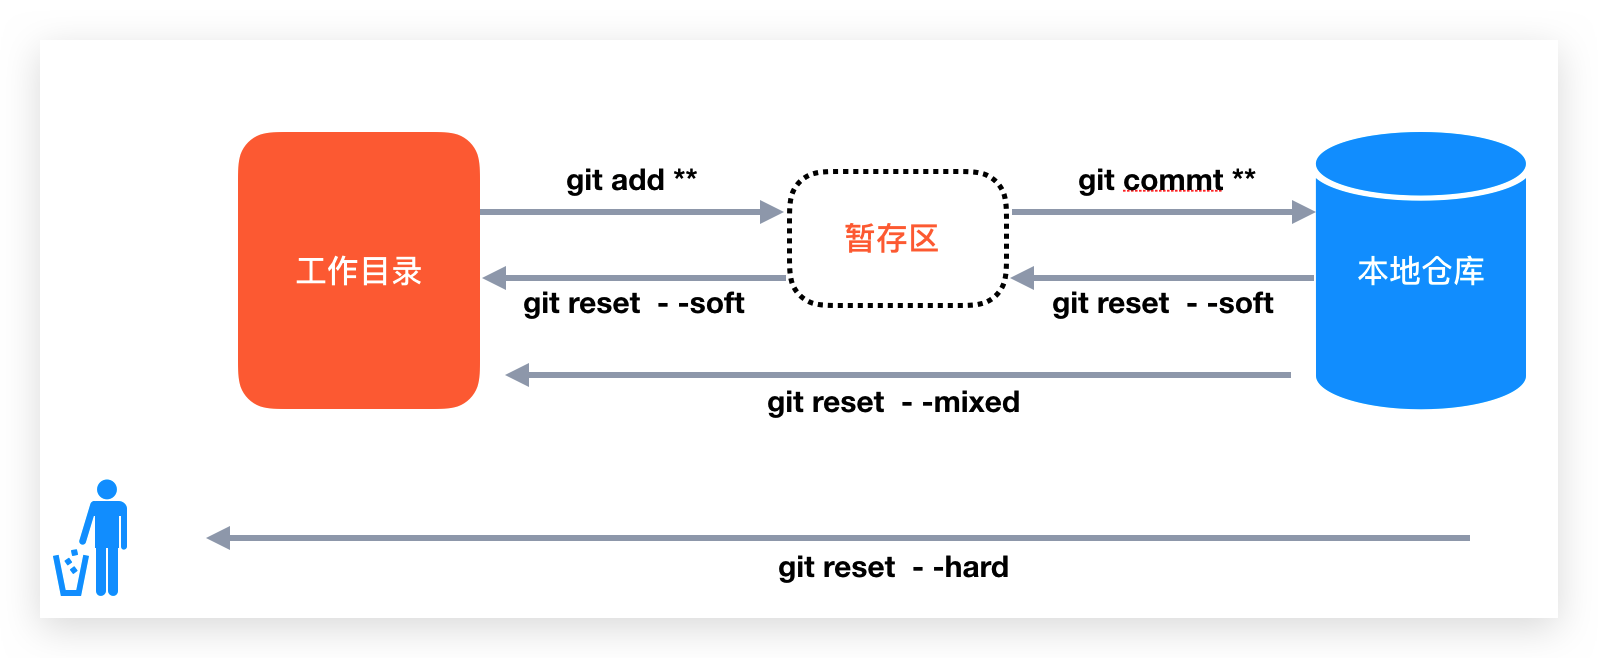 git add **
git commt **
暂存区
工作目录
本地仓库
git reset  - -soft
git reset  - -soft
git reset  - -mixed
git reset  - -hard